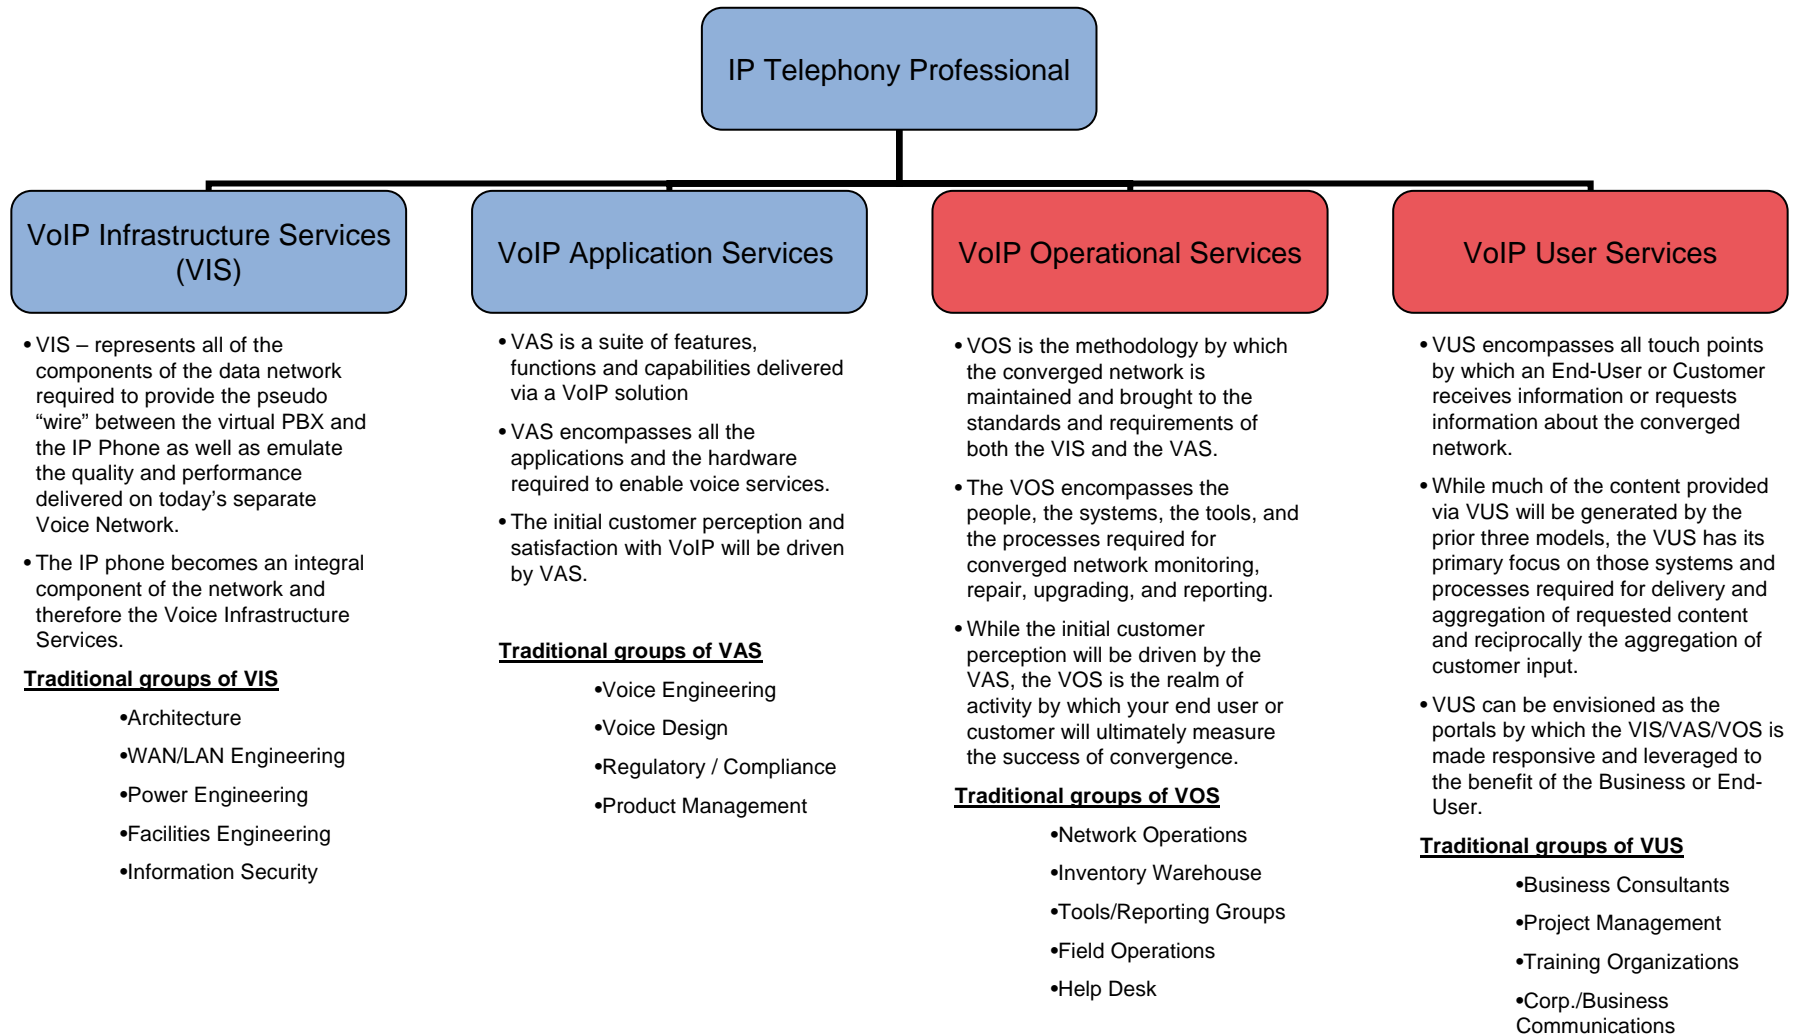 IP Telephony Professional
VoIP Infrastructure Services
(VIS)
• VIS – represents all of the
components of the data network
required to provide the pseudo
“wire” between the virtual PBX and
the IP Phone as well as emulate
the quality and performance
delivered on today’s separate
Voice Network.
• The IP phone becomes an integral
component of the network and
therefore the Voice Infrastructure
Services.
Traditional groups of VIS
•Architecture
•WAN/LAN Engineering
•Power Engineering
•Facilities Engineering
•Information Security
VoIP Application Services
• VAS is a suite of features,
functions and capabilities delivered
via a VoIP solution
• VAS encompasses all the
applications and the hardware
required to enable voice services.
• The initial customer perception and
satisfaction with VoIP will be driven
by VAS.
Traditional groups of VAS
•Voice Engineering
•Voice Design
•Regulatory / Compliance
•Product Management
VoIP Operational Services
• VOS is the methodology by which
the converged network is
maintained and brought to the
standards and requirements of
both the VIS and the VAS.
• The VOS encompasses the
people, the systems, the tools, and
the processes required for
converged network monitoring,
repair, upgrading, and reporting.
• While the initial customer
perception will be driven by the
VAS, the VOS is the realm of
activity by which your end user or
customer will ultimately measure
the success of convergence.
Traditional groups of VOS
•Network Operations
•Inventory Warehouse
•Tools/Reporting Groups
•Field Operations
•Help Desk
VoIP User Services
• VUS encompasses all touch points
by which an End-User or Customer
receives information or requests
information about the converged
network.
• While much of the content provided
via VUS will be generated by the
prior three models, the VUS has its
primary focus on those systems and
processes required for delivery and
aggregation of requested content
and reciprocally the aggregation of
customer input.
• VUS can be envisioned as the
portals by which the VIS/VAS/VOS is
made responsive and leveraged to
the benefit of the Business or End-
User.
Traditional groups of VUS
•Business Consultants
•Project Management
•Training Organizations
•Corp./Business
Communications